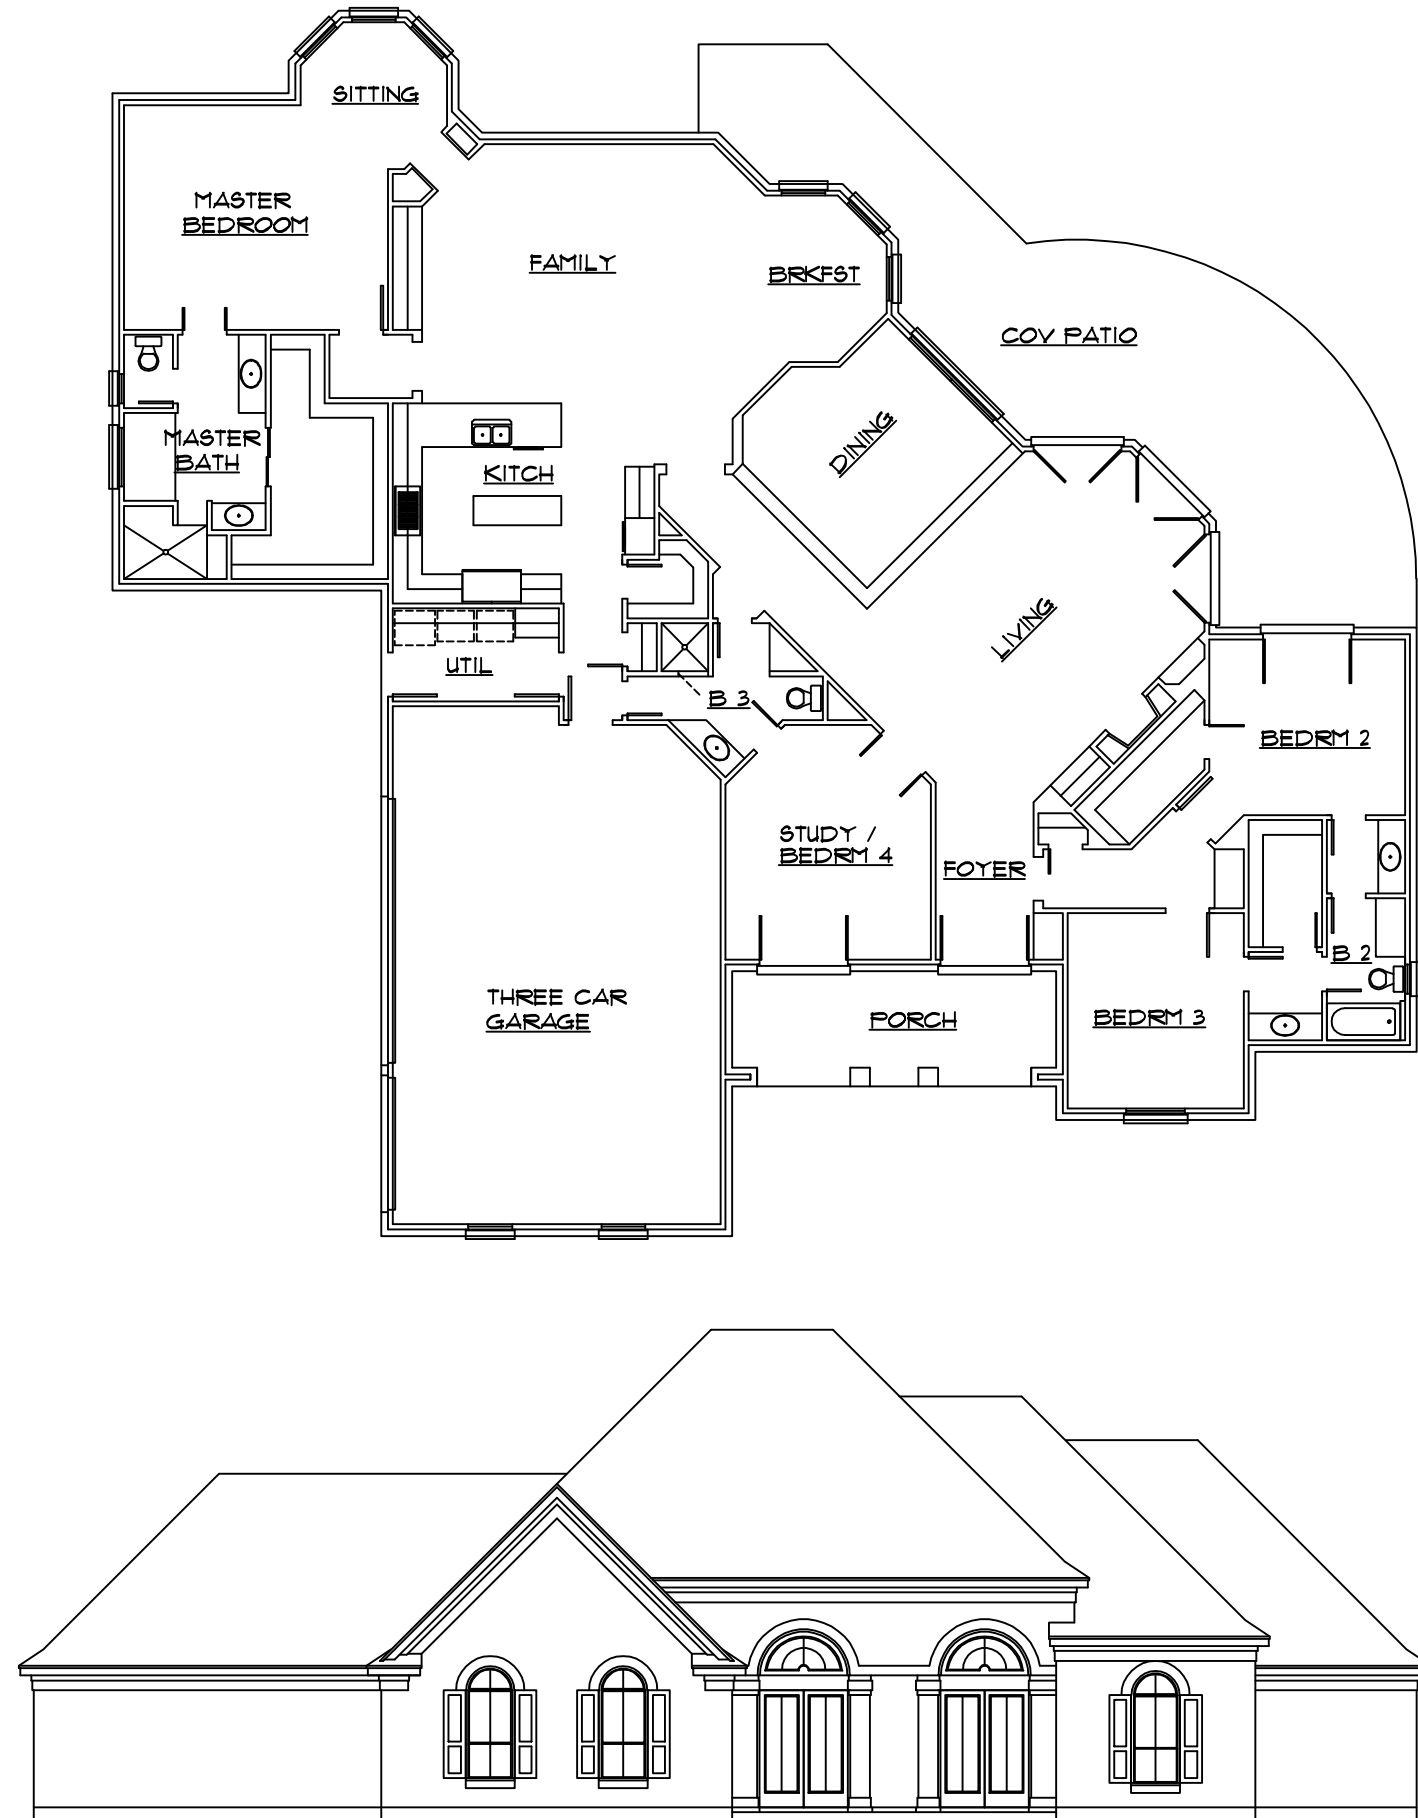 SITTING
MASTER
BEDROOM
FAMILY
BRKFST
COV PATIO
DINING
MASTER
BATH
KITCH
LIVING
UTIL
B 3
BEDRM 2
STUDY /
BEDRM 4
FOYER
B 2
THREE CAR
GARAGE
PORCH
BEDRM 3